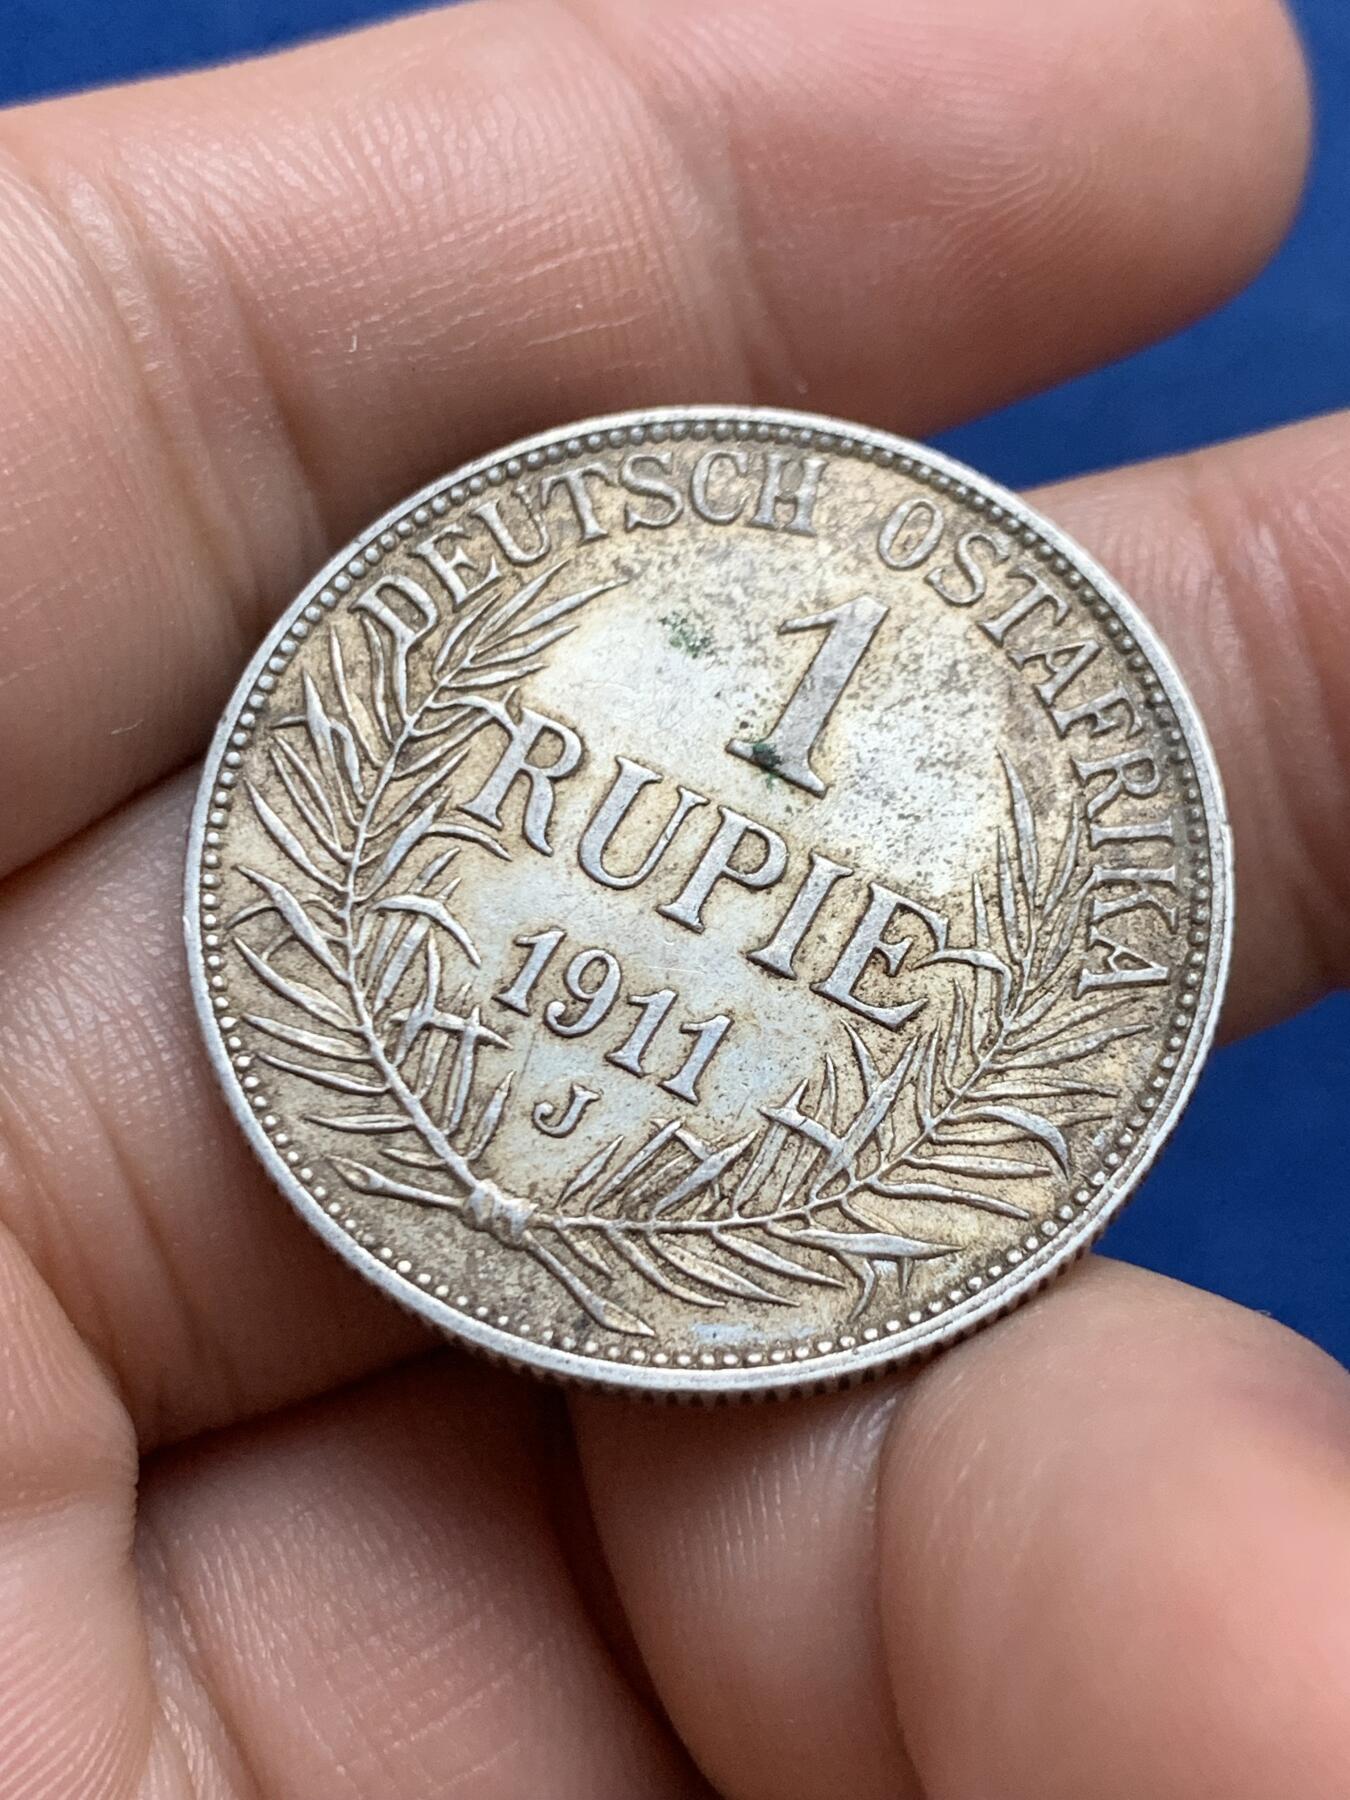 DEUTSCH OSTAFRIKA
1
RUPIE
1911
J